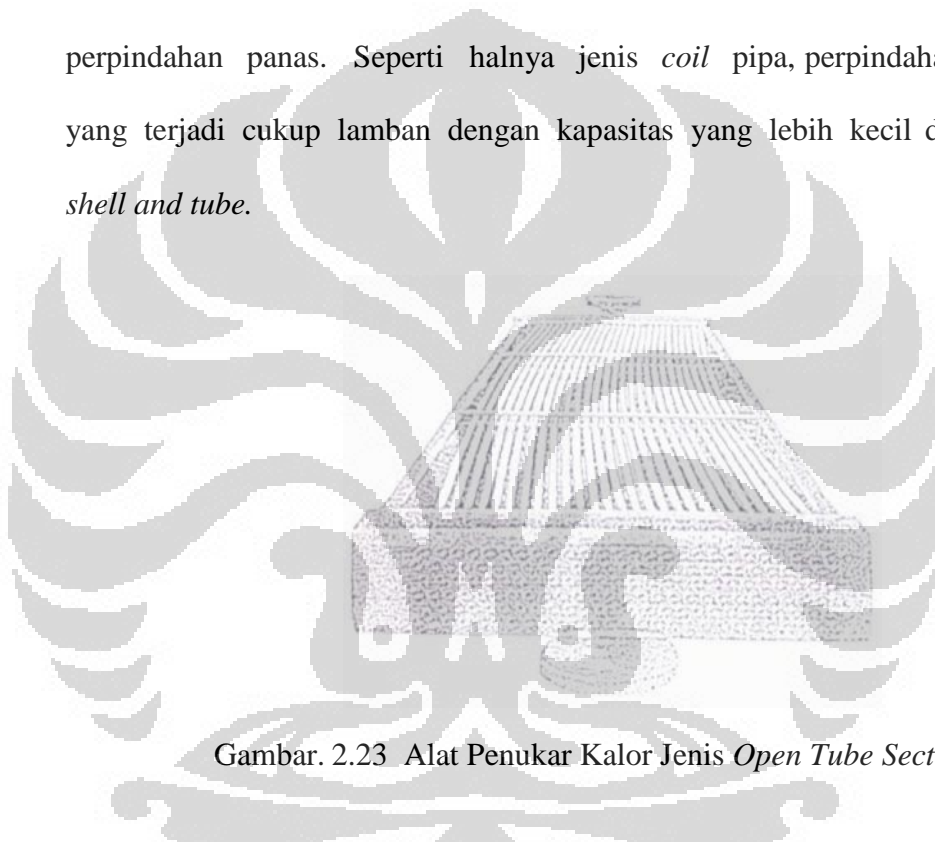 perpindahan panas. Seperti halnya jenis coil pipa, perpindaha
yang terjadi cukup lamban dengan kapasitas yang lebih kecil d
shell and tube.
Gambar. 2.23 Alat Penukar Kalor Jenis Open Tube Sect